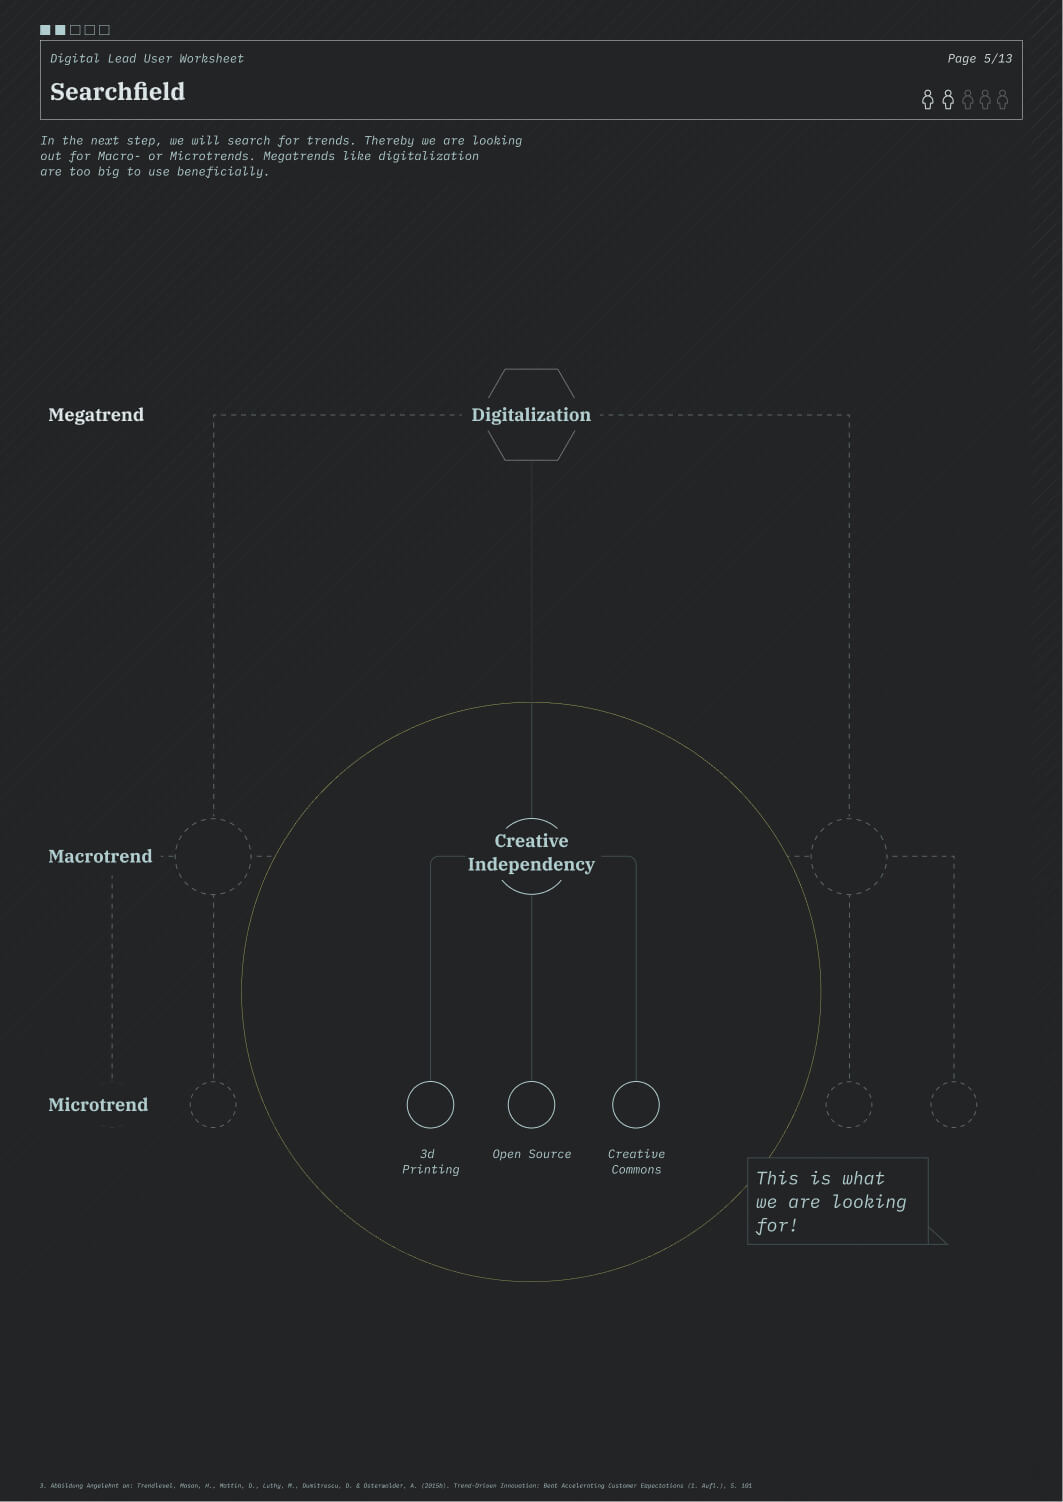 Digital Lead User Worksheet
Page 5/13
Searchfield
In the next step, we will search for trends. Thereby we are looking
out for Macro- or Microtrends. Megatrends like digitalization
are too big to use beneficially.
Megatrend
Digitalization
Creative
Macrotrend
Independency
Microtrend
3d
Printing
Open Source
Creative
Commons
This is what
we are looking
for!
3. Abbildung Angelehnt an: Trendlevel. Mason, H., Mattin, D., Luthy, M., Dumitrescu, D. & Osterwalder, A. (2015b). Trend-Driven Innovation: Beat Accelerating Customer Expectations (1. Aufl.), S. 101